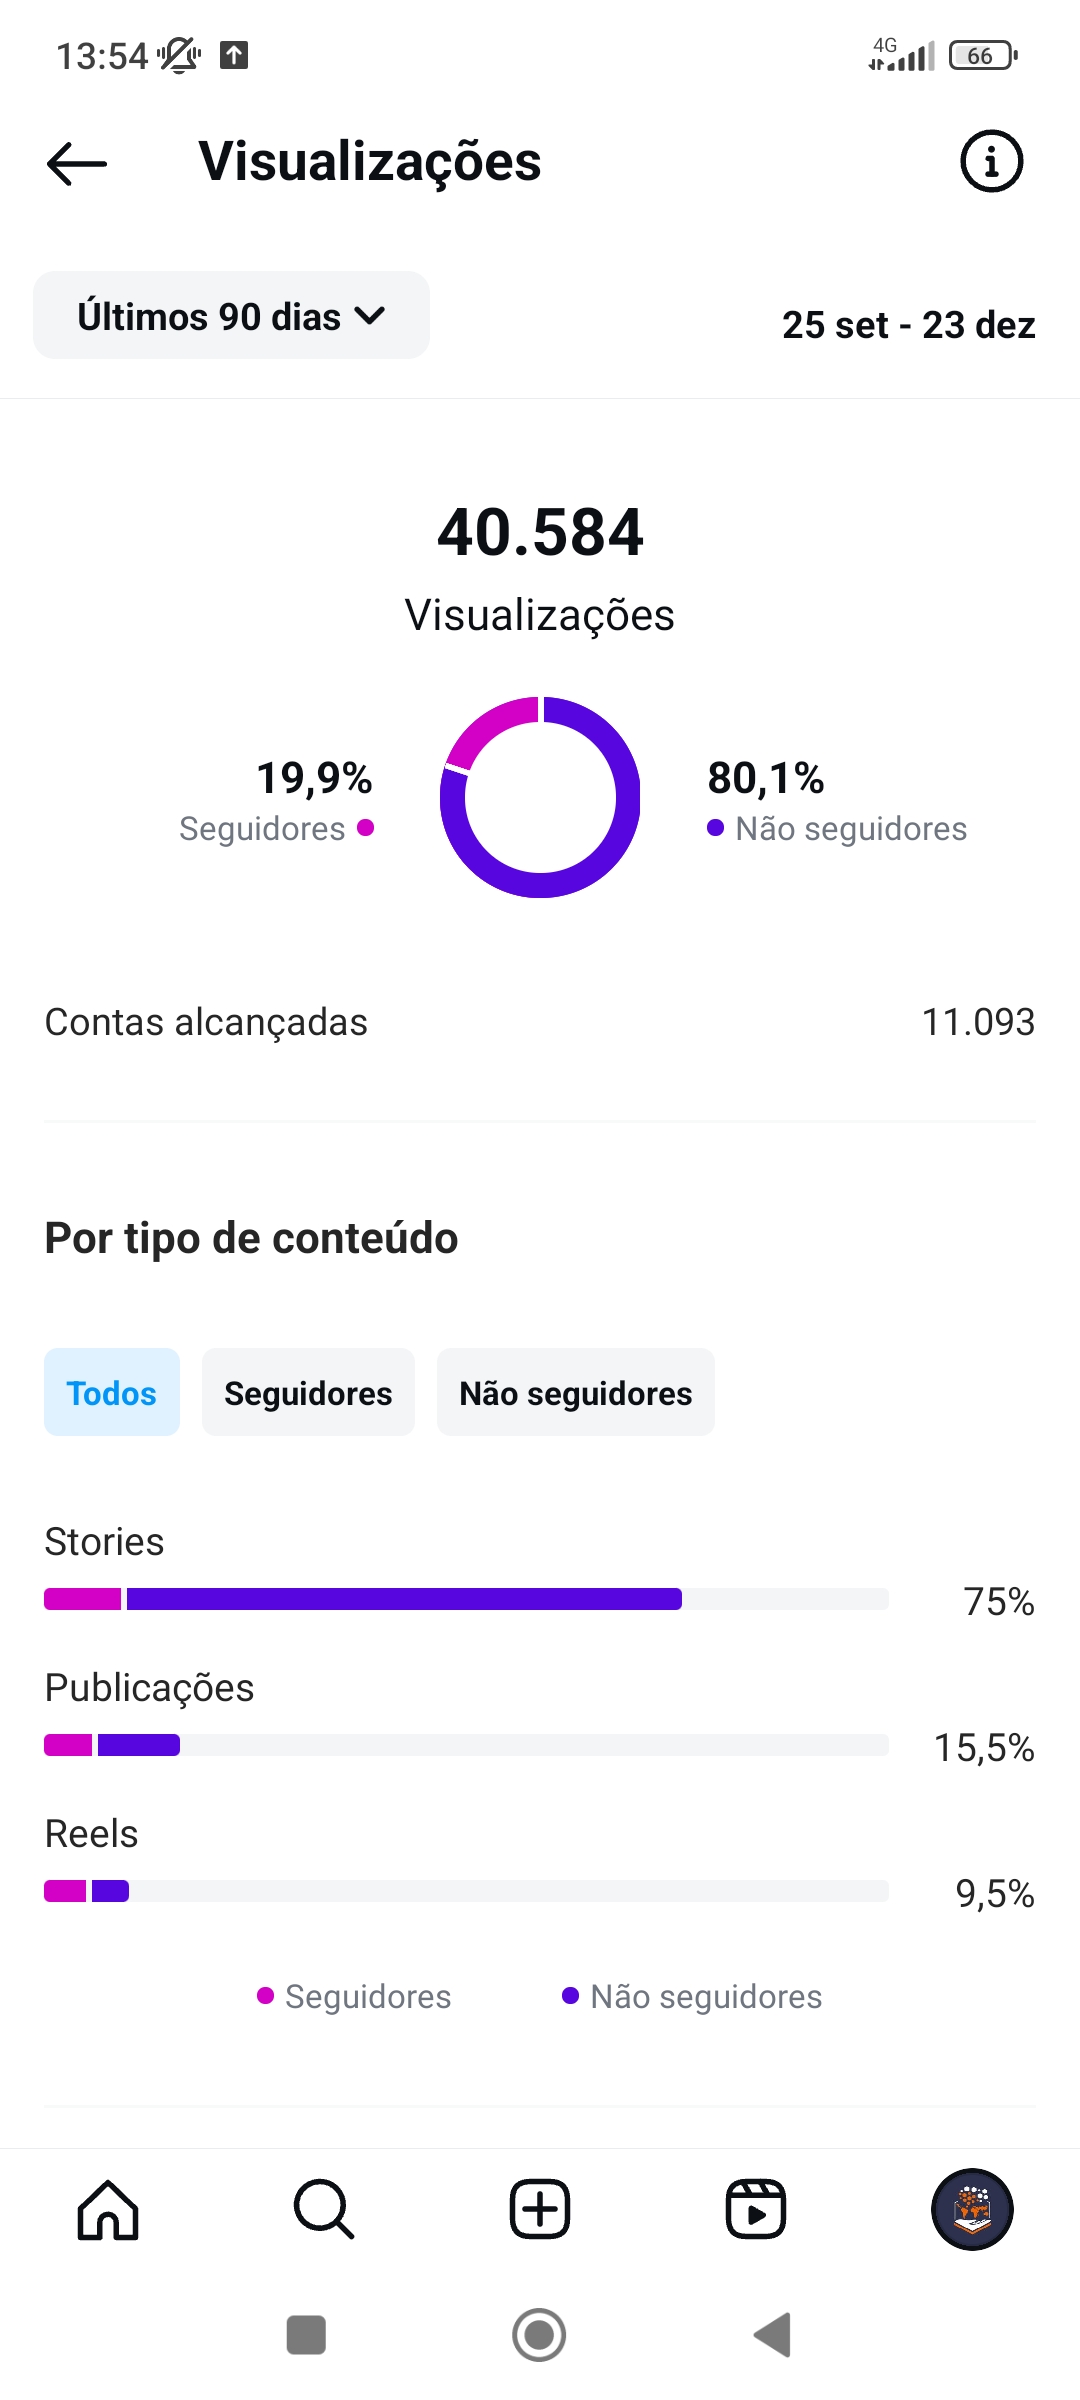 13:54
4G
66
Visualizações
Últimos 90 dias
25 set - 23 dez
40.584
Visualizações
19,9%
Seguidores
80,1%
Não seguidores
Contas alcançadas 11.093
Por tipo de conteúdo
Todos Seguidores Não seguidores
Stories
75%
Publicações
15,5%
Reels
9,5%
Seguidores Não seguidores